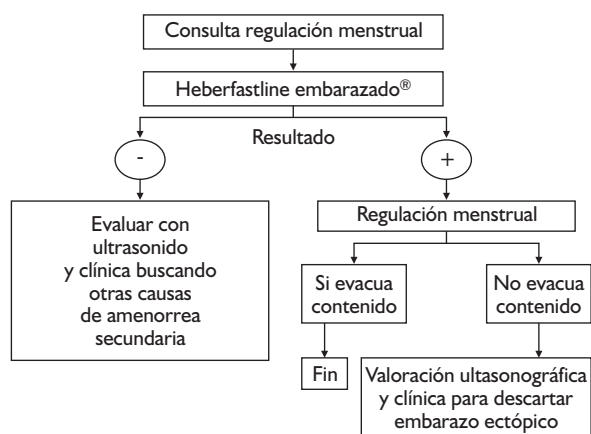 Consulta regulación menstrual
Heberfastline embarazado®
Resultado
-
+
Evaluar con
ultrasonido
y clínica buscando
otras causas
de amenorrea
secundaria
Regulación menstrual
Si evacua
contenido
No evacua
contenido
Fin
Valoración ultasonográfica
y clínica para descartar
embarazo ectópico